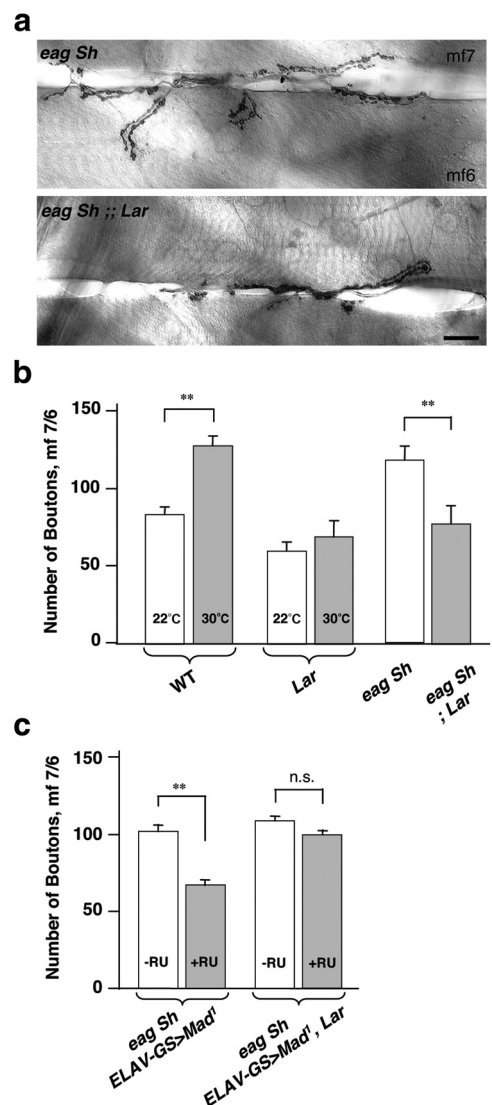 a
eag Sh
mf7
mf6
eag Sh ;; Lar
b
Number of Boutons, mf 7/6
150
100
50
0
**
**
22°C
30°C
22°C
30°C
WT
Lar
eag Sh
eag Sh
; Lar
c
Number of Boutons, mf 7/6
150
100
50
0
**
n.s.
-RU
+RU
-RU
+RU
eag Sh
ELAV-GS>Mad¹
eag Sh
ELAV-GS>Mad¹, Lar